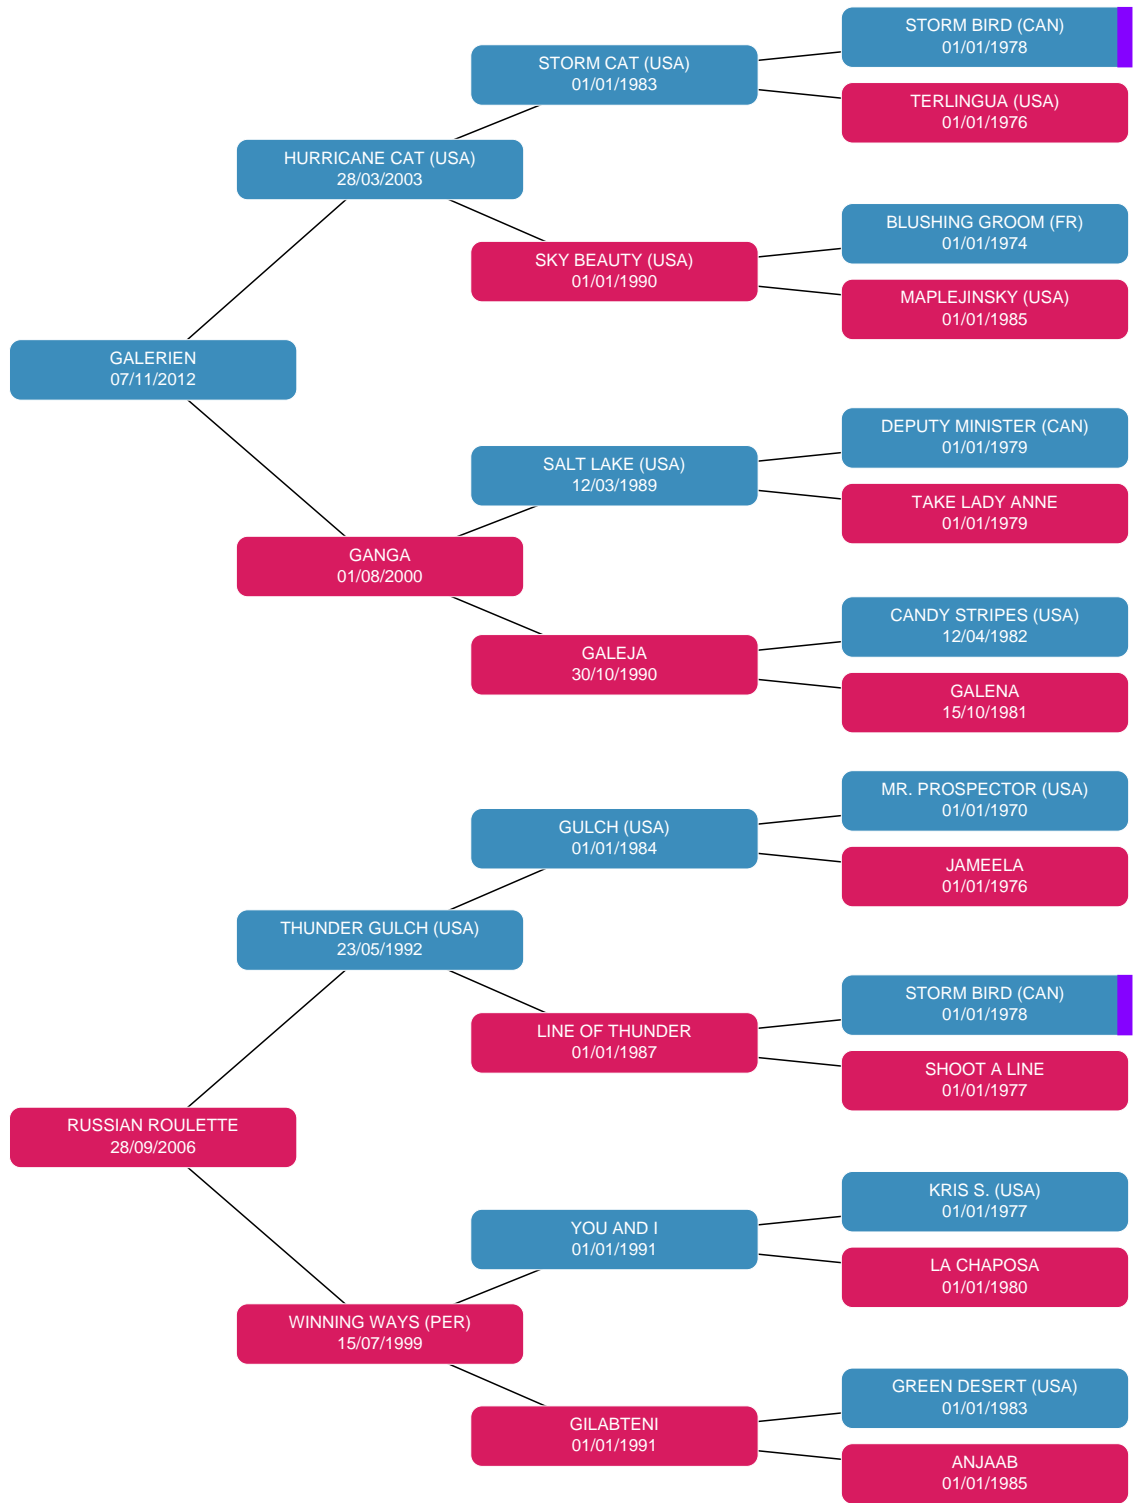 STORM BIRD (CAN)
01/01/1978
STORM CAT (USA)
01/01/1983
TERLINGUA (USA)
01/01/1976
HURRICANE CAT (USA)
28/03/2003
BLUSHING GROOM (FR)
01/01/1974
SKY BEAUTY (USA)
01/01/1990
MAPLEJINSKY (USA)
01/01/1985
GALERIEN
07/11/2012
DEPUTY MINISTER (CAN)
01/01/1979
SALT LAKE (USA)
12/03/1989
TAKE LADY ANNE
01/01/1979
GANGA
01/08/2000
CANDY STRIPES (USA)
12/04/1982
GALEJA
30/10/1990
GALENA
15/10/1981
MR. PROSPECTOR (USA)
01/01/1970
GULCH (USA)
01/01/1984
JAMEELA
01/01/1976
THUNDER GULCH (USA)
23/05/1992
STORM BIRD (CAN)
01/01/1978
LINE OF THUNDER
01/01/1987
SHOOT A LINE
01/01/1977
RUSSIAN ROULETTE
28/09/2006
KRIS S. (USA)
01/01/1977
YOU AND I
01/01/1991
LA CHAPOSA
01/01/1980
WINNING WAYS (PER)
15/07/1999
GREEN DESERT (USA)
01/01/1983
GILABTENI
01/01/1991
ANJAAB
01/01/1985